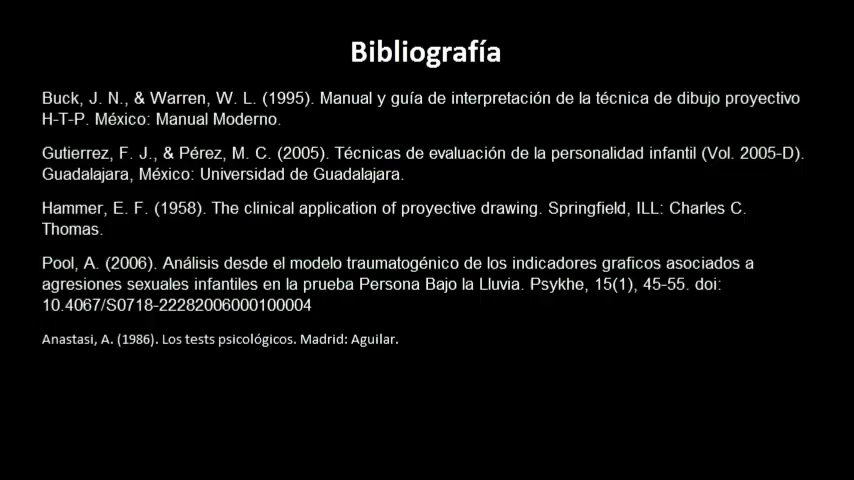 Bibliografía
Buck, J. N., & Warren, W. L. (1995). Manual y guía de interpretación de la técnica de dibujo proyectivo
H-T-P. México: Manual Moderno.
Gutierrez, F. J., & Pérez, M. C. (2005). Técnicas de evaluación de la personalidad infantil (Vol. 2005-D).
Guadalajara, México: Universidad de Guadalajara.
Hammer, E. F. (1958). The clinical application of proyective drawing. Springfield, ILL: Charles C.
Thomas.
Pool, A. (2006). Análisis desde el modelo traumatogénico de los indicadores graficos asociados a
agresiones sexuales infantiles en la prueba Persona Bajo la Lluvia. Psykhe, 15(1), 45-55. doi:
10.4067/S0718-22282006000100004
Anastasi, A. (1986). Los tests psicológicos. Madrid: Aguilar.